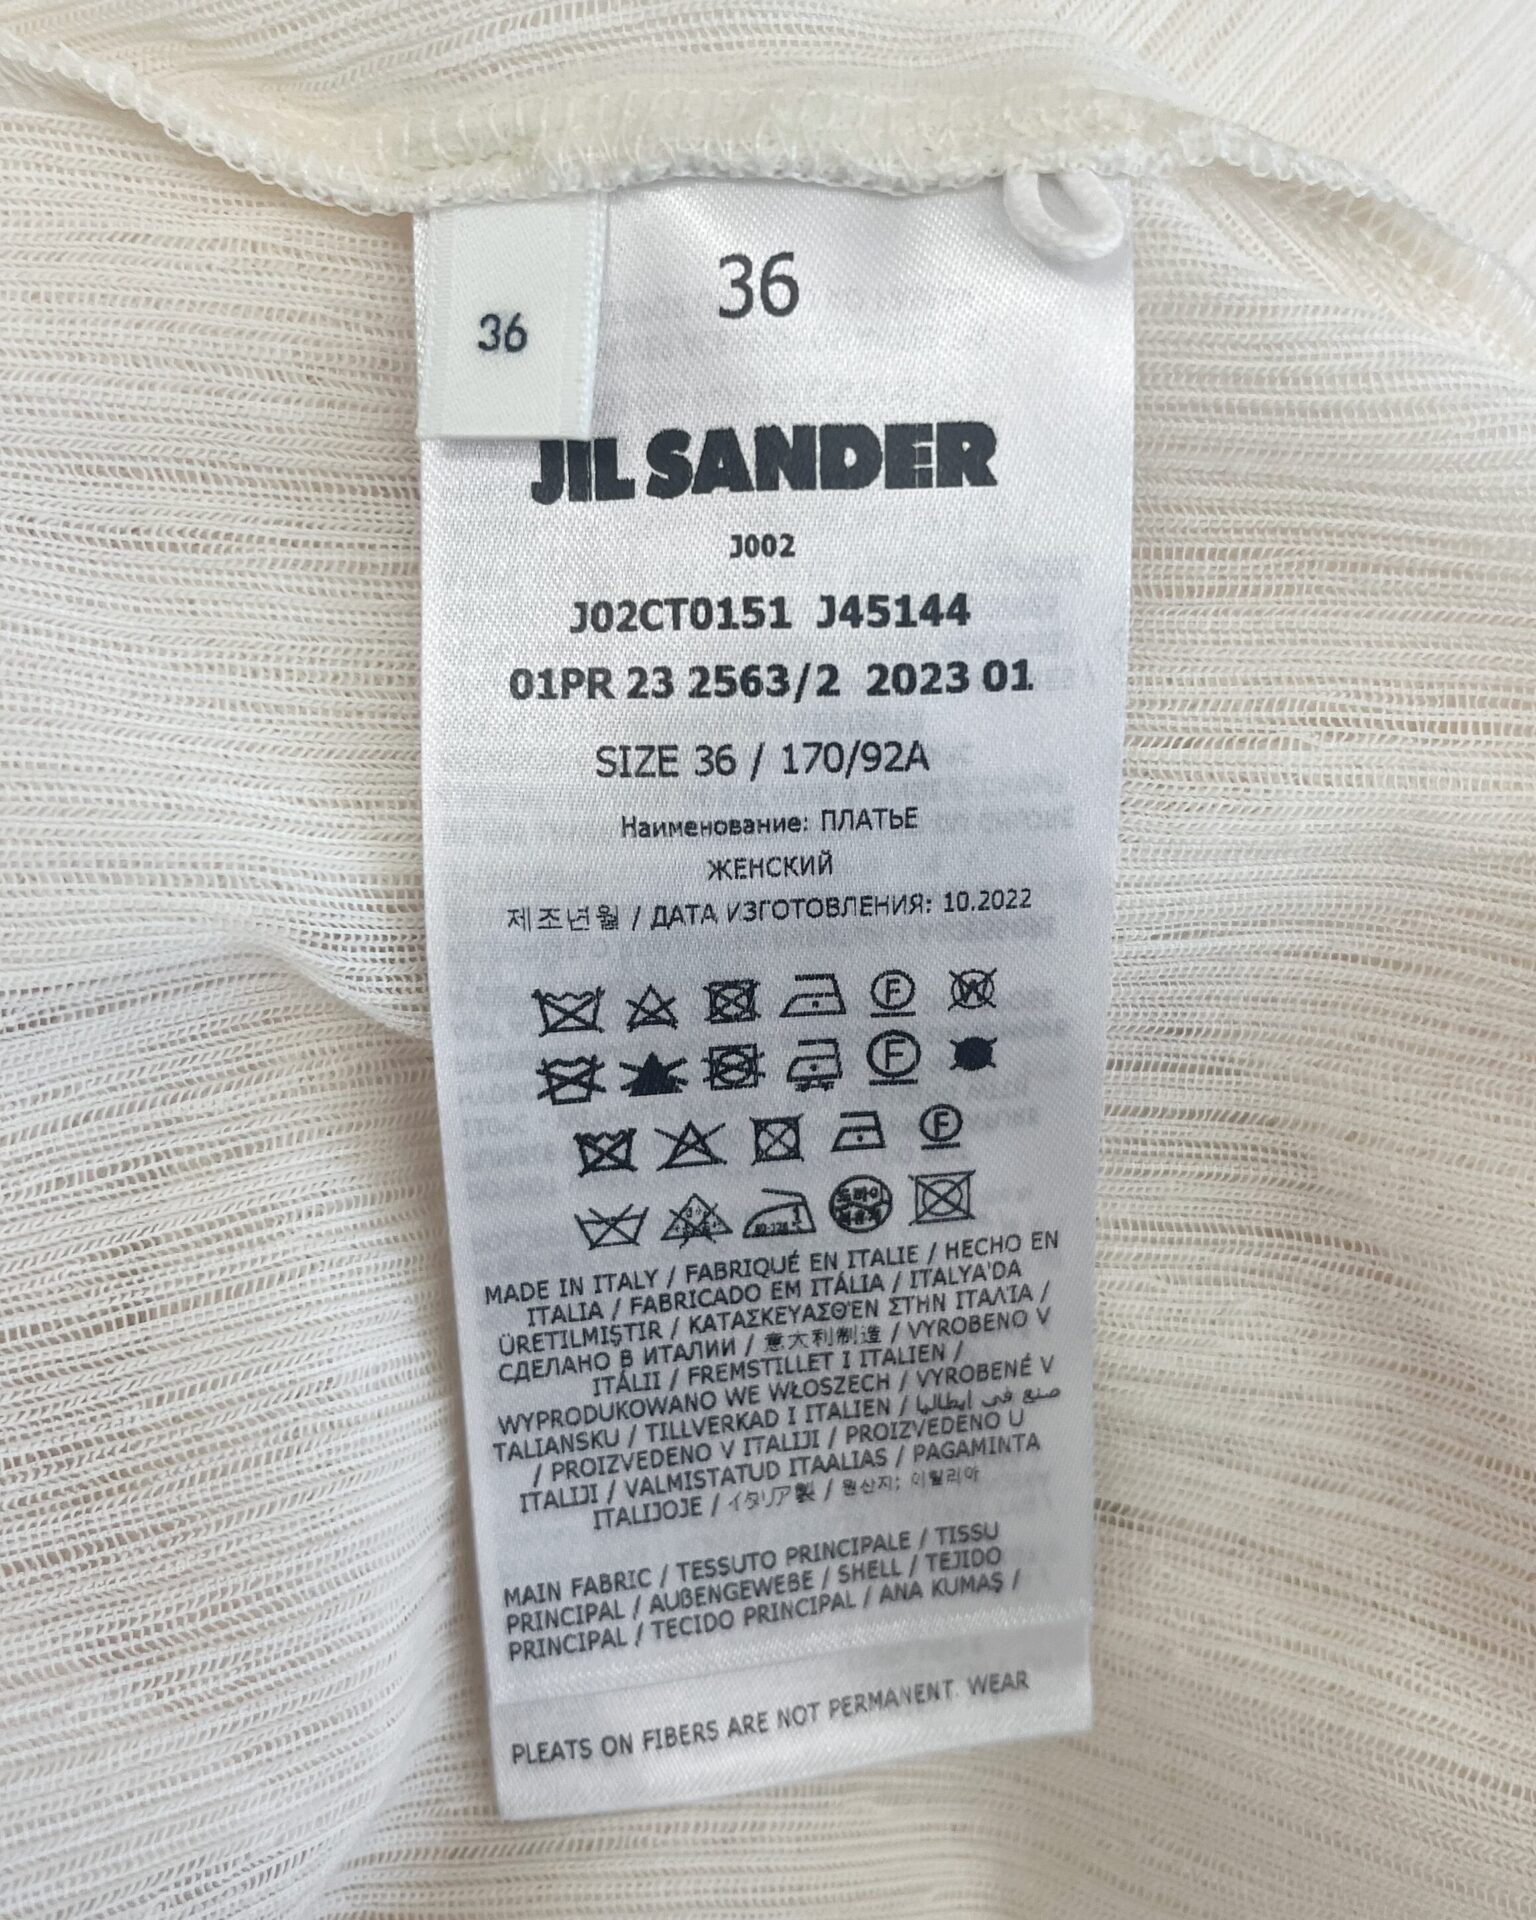 36
36
JIL SANDER
J002
J02CT0151 J45144
01PR 23 2563/2 2023 01
SIZE 36 / 170/92A
Наименование: ПЛАТЬЕ
ЖЕНСКИЙ
제조년월 / ДАТА ИЗГОТОВЛЕНИЯ: 10.2022
F W
F
F
드라이
MADE IN ITALY / FABRIQUÉ EN ITALIE / HECHO EN
ITALIA / FABRICADO EM ITÁLIA / ITALYA'DA
ÜRETILMIŞTIR / ΚΑΤΑΣΚΕΥΑΣΘΈΝ ΣΤΗΝ ΙΤΑΛΊΑ /
СДЕЛАНО В ИТАЛИИ / 意大利制造 / VYROBENO V
ITÁLII / FREMSTILLET I ITALIEN /
WYPRODUKOWANO WE WŁOSZECH / VYROBENÉ V
TALIANSKU / TILLVERKAD I ITALIEN / صنع في ايطاليا
/ PROIZVEDENO V ITALIJI / PROIZVEDENO U
ITALIJI / VALMISTATUD ITAALIAS / PAGAMINTA
ITALIJOJE / イタリア製 / 원산지: 이탈리아
MAIN FABRIC / TESSUTO PRINCIPALE / TISSU
PRINCIPAL / AUßENGEWEBE / SHELL / TEJIDO
PRINCIPAL / TECIDO PRINCIPAL / ANA KUMAŞ /
PLEATS ON FIBERS ARE NOT PERMANENT. WEAR